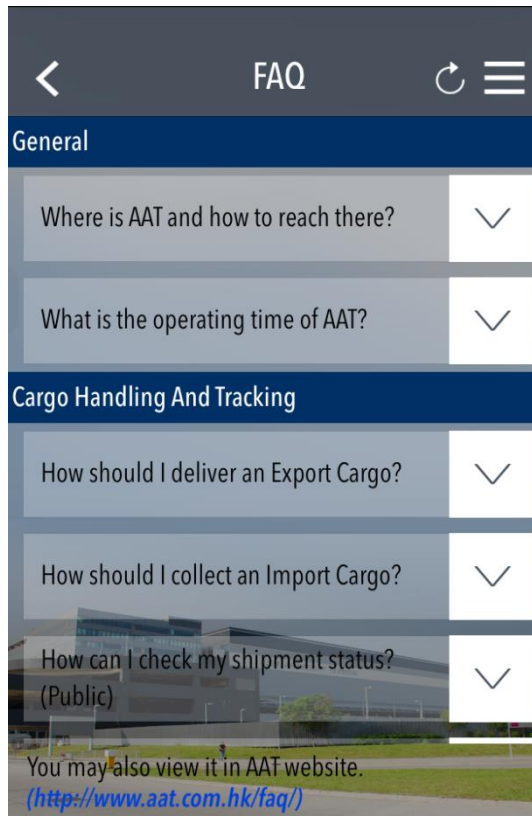 FAQ
General
Where is AAT and how to reach there?
What is the operating time of AAT?
Cargo Handling And Tracking
How should I deliver an Export Cargo?
How should I collect an Import Cargo?
How can I check my shipment status?
(Public)
You may also view it in AAT website.
(http://www.aat.com.hk/faq/)